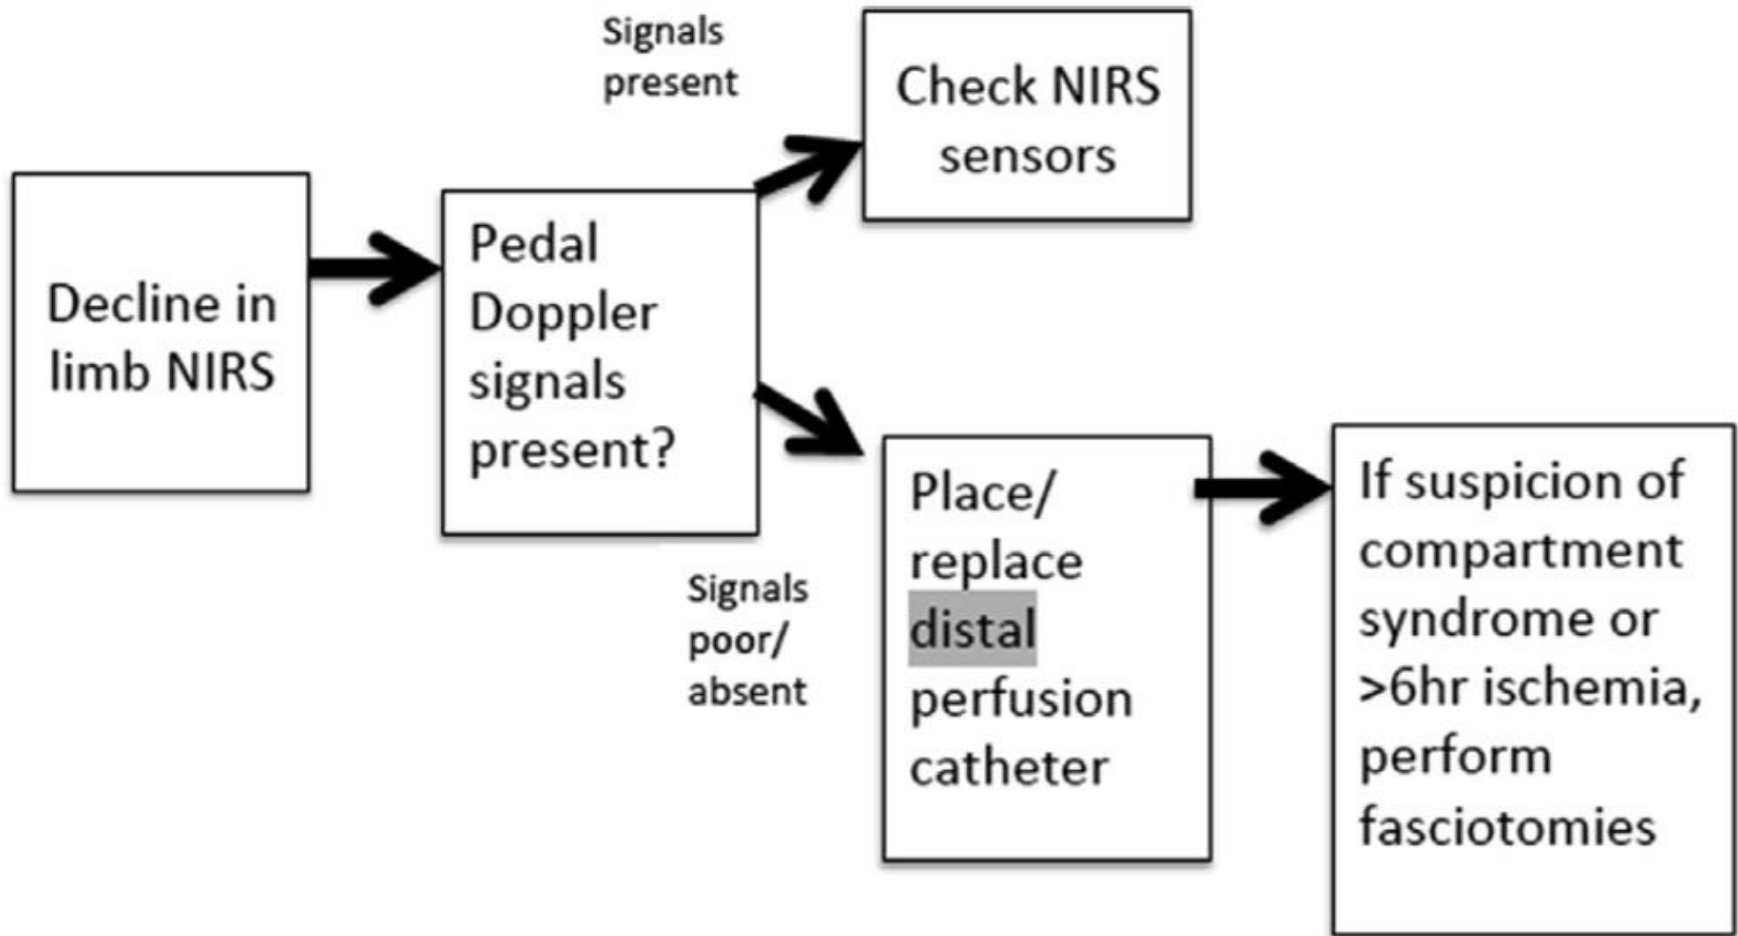 Decline in
limb NIRS
Pedal
Doppler
signals
present?
Signals
present
Check NIRS
sensors
Signals
poor/
absent
Place/
replace
distal
perfusion
catheter
If suspicion of
compartment
syndrome or
>6hr ischemia,
perform
fasciotomies